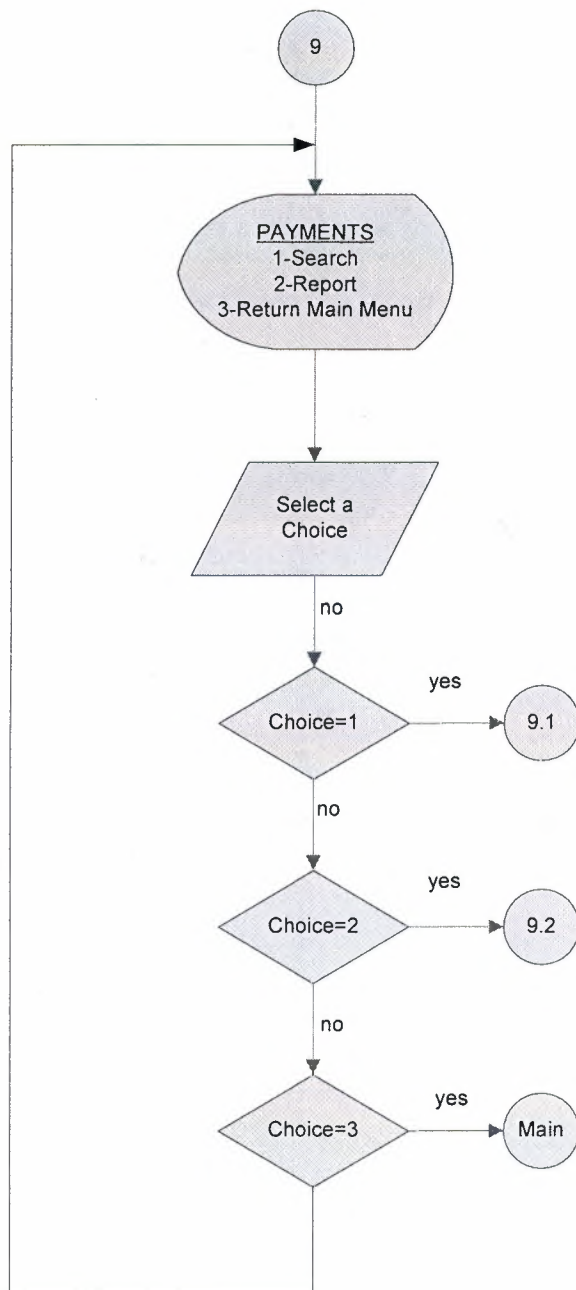 9
PAYMENTS
1-Search
2-Report
3-Return Main Menu
Select a
Choice
no
yes
Choice=1
9.1
no
yes
Choice=2
9.2
no
yes
Choice=3
Main